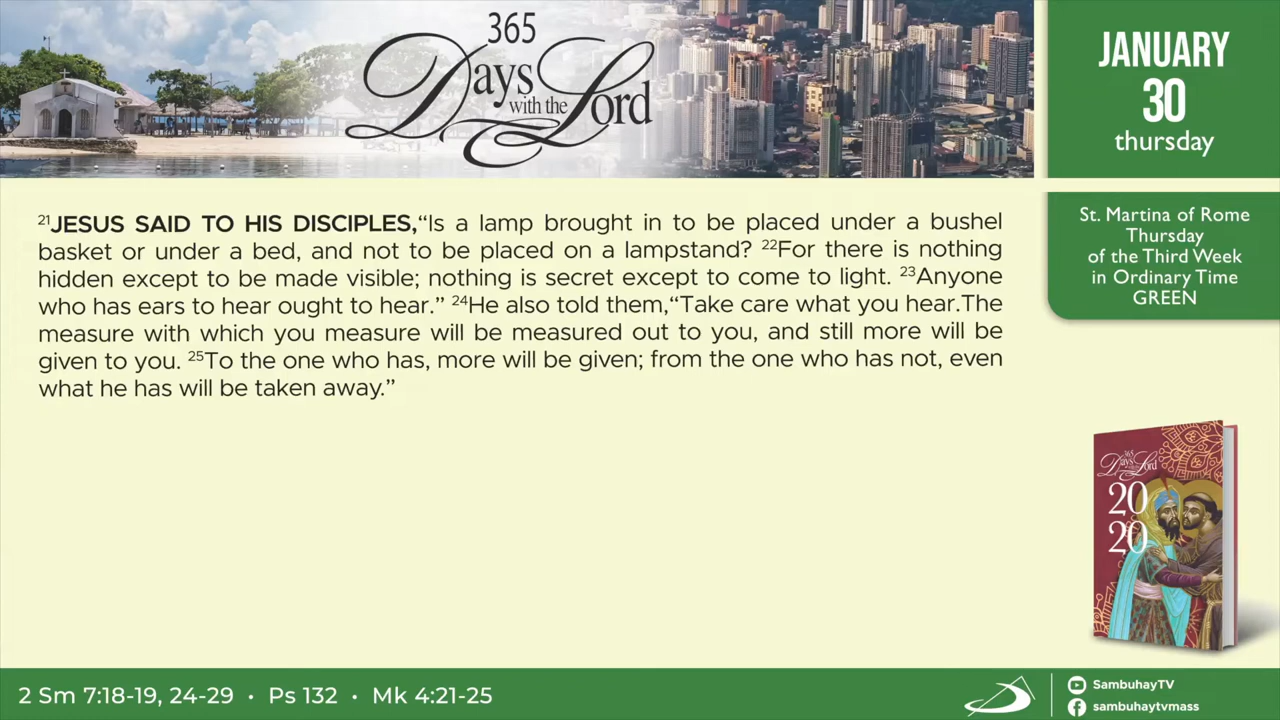 365
Days
with the
Lord
JANUARY
30
thursday
St. Martina of Rome
Thursday
of the Third Week
in Ordinary Time
GREEN
²¹JESUS SAID TO HIS DISCIPLES,“Is a lamp brought in to be placed under a bushel
basket or under a bed, and not to be placed on a lampstand? ²²For there is nothing
hidden except to be made visible; nothing is secret except to come to light. ²³Anyone
who has ears to hear ought to hear.” ²⁴He also told them,“Take care what you hear.The
measure with which you measure will be measured out to you, and still more will be
given to you. ²⁵To the one who has, more will be given; from the one who has not, even
what he has will be taken away.”
365
Days
with the
Lord
20
20
2 Sm 7:18-19, 24-29 • Ps 132 • Mk 4:21-25
SambuhayTV
sambuhaytvmass